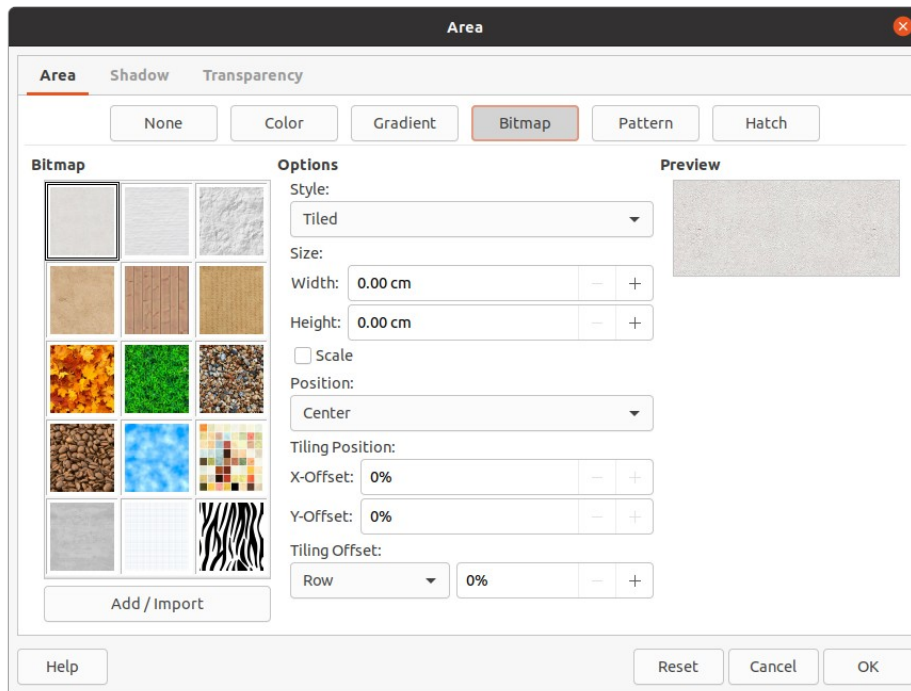 Area
Area Shadow Transparency
None Color Gradient Bitmap Pattern Hatch
Bitmap
Options
Style:
Tiled
Size:
Width: 0.00 cm
Height: 0.00 cm
Scale
Position:
Center
Tiling Position:
X-Offset: 0%
Y-Offset: 0%
Tiling Offset:
Row 0%
Preview
Add / Import
Help Reset Cancel OK